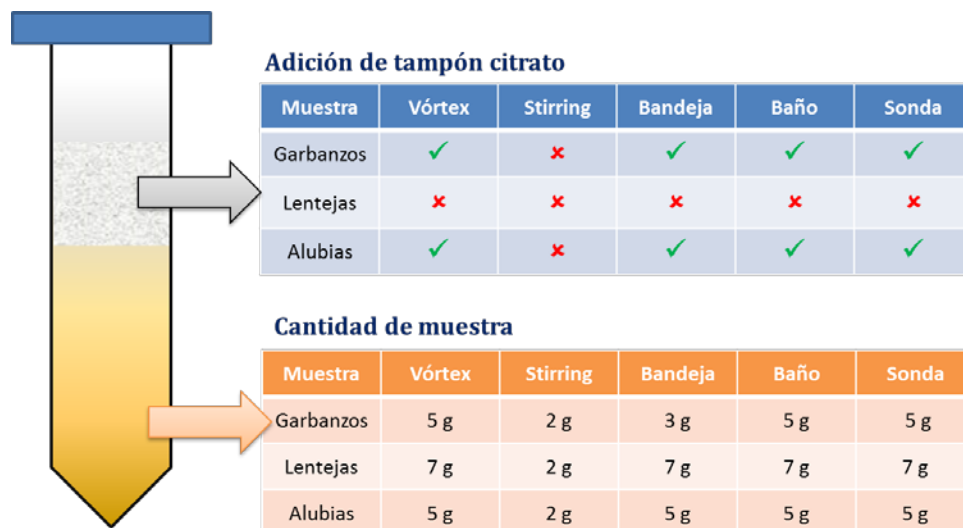 Adición de tampón citrato
Muestra Vórtex Stirring Bandeja Baño Sonda
Garbanzos ✓ ✗ ✓ ✓ ✓
Lentejas ✗ ✗ ✗ ✗ ✗
Alubias ✓ ✗ ✓ ✓ ✓
Cantidad de muestra
Muestra Vórtex Stirring Bandeja Baño Sonda
Garbanzos 5 g 2 g 3 g 5 g 5 g
Lentejas 7 g 2 g 7 g 7 g 7 g
Alubias 5 g 2 g 5 g 5 g 5 g